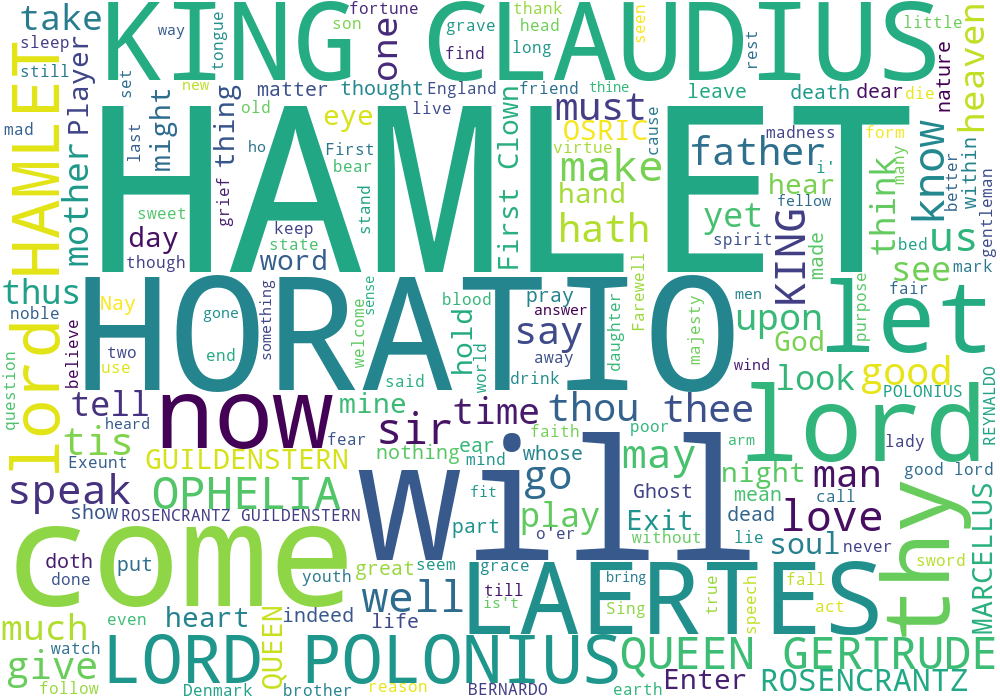 take
way
KING CLAUDIUS
one
fortune
son
tongue
grave
head
thank
find
long
seen
rest
little
nature
heaven
sleep
still
mad
lord HAMLET
mother
Player
set
last
might
new
old
thing
grief
matter
thought
England
live
friend
thine
leave
death
dear
die
HAMLET
ho
First
bear
stand
eye
First Clown
must
OSRIC
virtue
make
hand
hath
cause
father
madness
i'
hear
fellow
form
many
think
know
better
within
gentleman
sweet
day
though
keep
state
word
yet
spirit
KING
made
bed
us
see
mark
thus
noble
Nay
HORATIO
gone
end
something
sense
welcome
blood
hold
world
pray
answer
say
away
drink
daughter
Farewell
men
majesty
upon
God
wind
purpose
fair
let
question
believe
two
use
tell
heard
now
said
mine
fear
sir
time
thou thee
faith
poor
look
good
POLONIUS
REYNALDO
lord
lady
tis
Exeunt
GUILDENSTERN
nothing
ear
mind
whose
arm
may
night
man
good lord
speak
show
OPHELIA
ROSENCRANTZ GUILDENSTERN
will
fit
go
part
play
o'er
Ghost
without
Exit
mean
dead
lie
call
love
soul
never
thy
MARCELLUS
sword
come
doth
done
put
youth
great
seem
grace
till
is't
well
life
LAERTES
bring
Sing
true
speech
fall
act
much
watch
even
heart
indeed
give
follow
LORD POLONIUS
QUEEN
Denmark
brother
reason
BERNARDO
earth
QUEEN GERTRUDE
Enter
ROSENCRANTZ